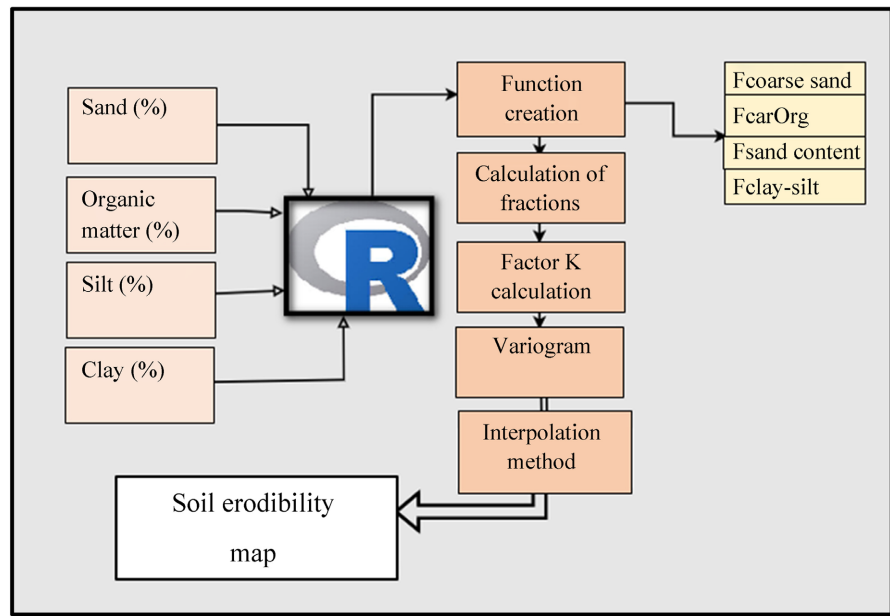 Sand (%)
Organic
matter (%)
Silt (%)
Clay (%)
R
Function
creation
Calculation of
fractions
Factor K
calculation
Variogram
Interpolation
method
Fcoarse sand
FcarOrg
Fsand content
Fclay-silt
Soil erodibility
map